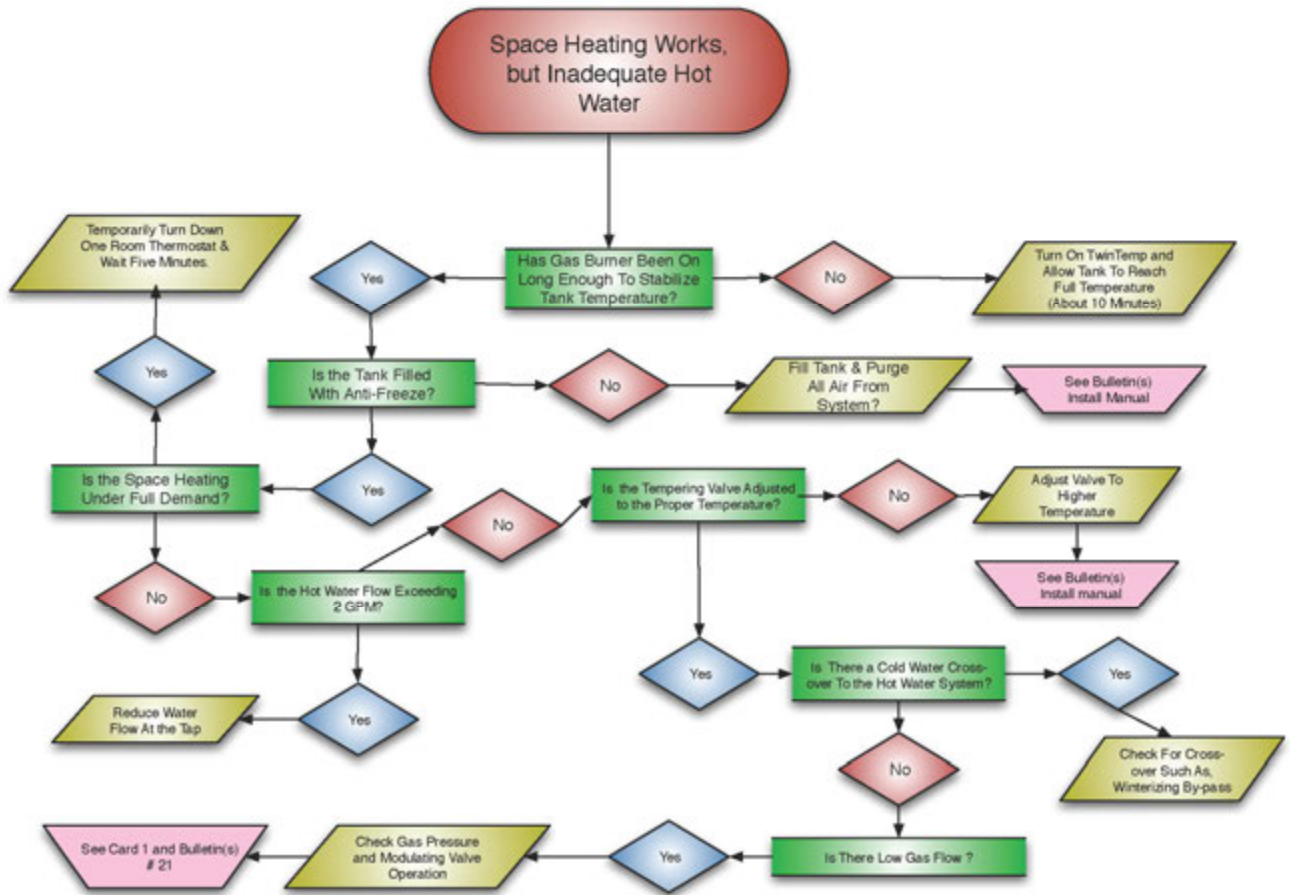 Space Heating Works,
but Inadequate Hot
Water
Temporarily Turn Down
One Room Thermostat &
Wait Five Minutes.
Yes
Has Gas Burner Been On
Long Enough To Stabilize
Tank Temperature?
No
Turn On TwinTemp and
Allow Tank To Reach
Full Temperature
(About 10 Minutes)
Yes
Is the Tank Filled
With Anti-Freeze?
No
Fill Tank & Purge
All Air From
System?
See Bulletin(s)
Install Manual
Is the Space Heating
Under Full Demand?
Yes
No
Is the Tempering Valve Adjusted
to the Proper Temperature?
No
Adjust Valve To
Higher
Temperature
No
Is the Hot Water Flow Exceeding
2 GPM?
See Bulletin(s)
Install manual
Yes
Is There a Cold Water Cross-
over To the Hot Water System?
Yes
Reduce Water
Flow At the Tap
Yes
No
Check For Cross-
over Such As,
Winterizing By-pass
See Card 1 and Bulletin(s)
# 21
Check Gas Pressure
and Modulating Valve
Operation
Yes
Is There Low Gas Flow ?